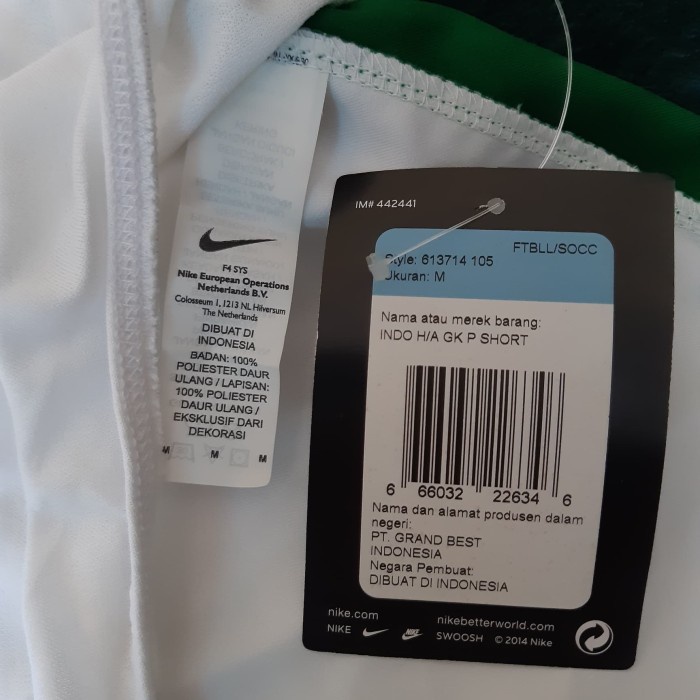 F4 SYS
Nike European Operations
Netherlands B.V.
Colosseum 1, 1213 NL Hilversum
The Netherlands
DIBUAT DI
INDONESIA
BADAN: 100%
POLIESTER DAUR
ULANG / LAPISAN:
100% POLIESTER
DAUR ULANG /
EKSKLUSIF DARI
DEKORASI
M M M
IM# 442441
FTBLL/SOCC
Style: 613714 105
Ukuran: M
Nama atau merek barang:
INDO H/A GK P SHORT
6 66032 22634 6
Nama dan alamat produsen dalam
negeri:
PT. GRAND BEST
INDONESIA
Negara Pembuat:
DIBUAT DI INDONESIA
nike.com nikebetterworld.com
NIKE NIKE SWOOSH © 2014 Nike